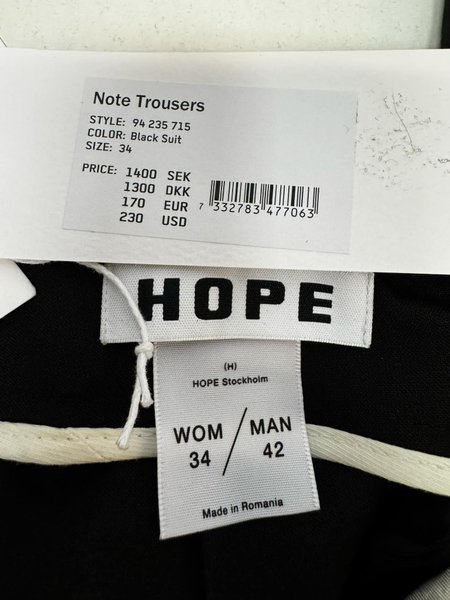 Note Trousers
STYLE: 94 235 715
COLOR: Black Suit
SIZE: 34
PRICE: 1400 SEK
1300 DKK
170 EUR
230 USD
7 332783 477063
HOPE
(H)
HOPE Stockholm
WOM / MAN
34 42
Made in Romania